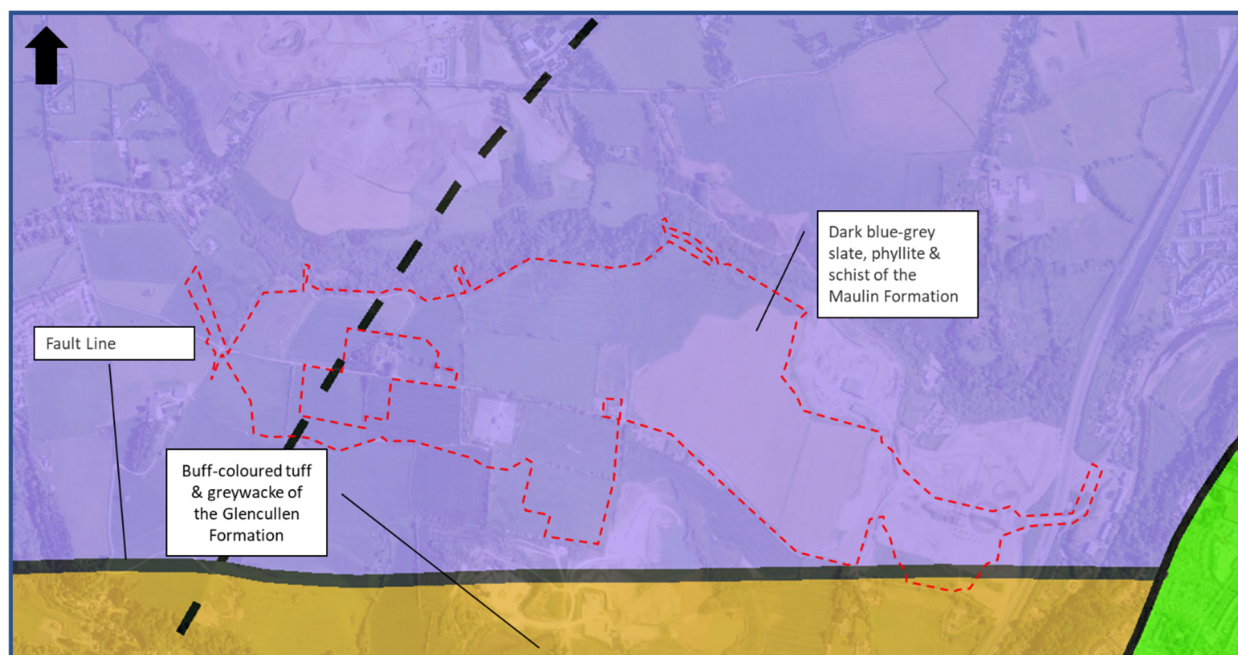 Dark blue-grey
slate, phyllite &
schist of the
Maulin Formation
Fault Line
Buff-coloured tuff
& greywacke of
the Glencullen
Formation